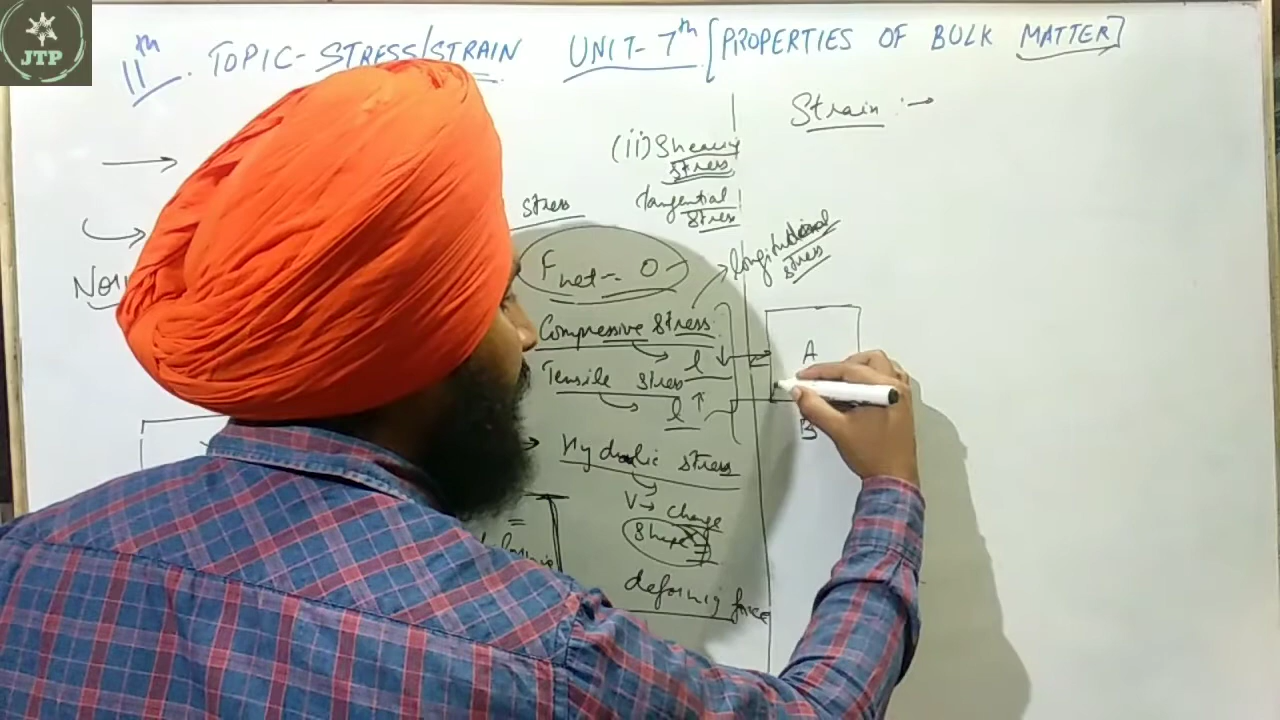 JTP
11th TOPIC-STRESS/STRAIN UNIT-7th [PROPERTIES OF BULK MATTER]
Strain :→
(ii) Shearing
Stress
tangential
Stress
stress
Fnet = 0
longitudinal
stress
Compressive Stress
l ↓
Tensile Stress
l ↑
Hydraulic stress
V → Change
Shape
deforming force
A
B